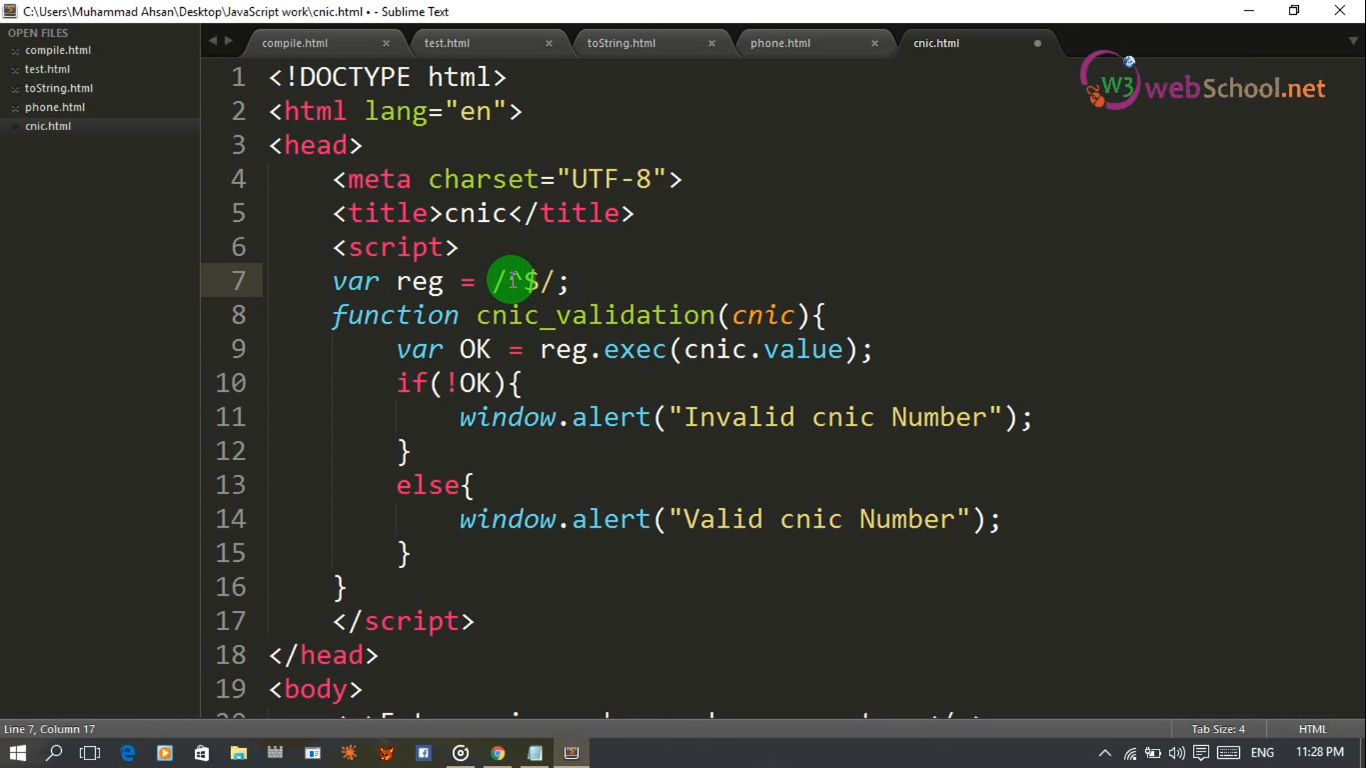 C:\Users\Muhammad Ahsan\Desktop\JavaScript work\cnic.html • - Sublime Text
OPEN FILES
compile.html
test.html
toString.html
phone.html
cnic.html
compile.html × test.html × toString.html × phone.html × cnic.html
W3 webSchool.net
1 <!DOCTYPE html>
2 <html lang="en">
3 <head>
4 <meta charset="UTF-8">
5 <title>cnic</title>
6 <script>
7 var reg = /^$/;
8 function cnic_validation(cnic){
9 var OK = reg.exec(cnic.value);
10 if(!OK){
11 window.alert("Invalid cnic Number");
12 }
13 else{
14 window.alert("Valid cnic Number");
15 }
16 }
17 </script>
18 </head>
19 <body>
Line 7, Column 17
Tab Size: 4
HTML
ENG
11:28 PM